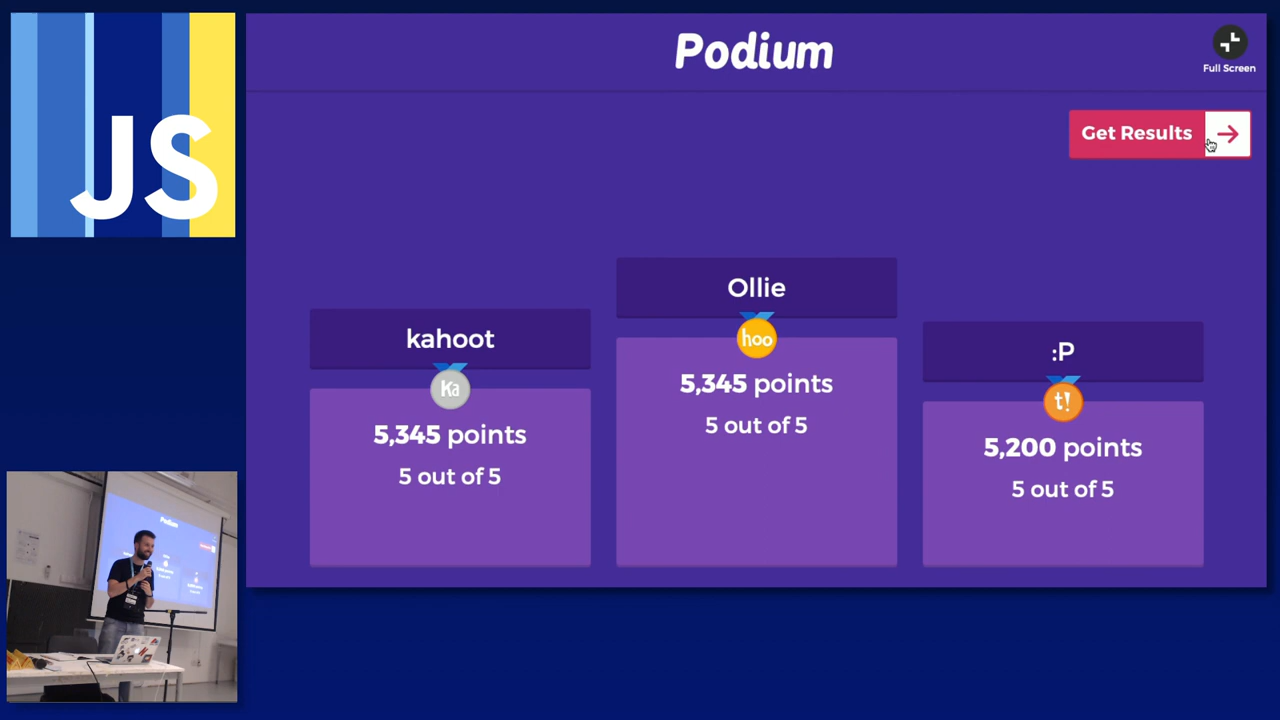 JS
Podium
Full Screen
Get Results
Ollie
hoo
5,345 points
5 out of 5
kahoot
Ka
5,345 points
5 out of 5
:P
t!
5,200 points
5 out of 5
Podium